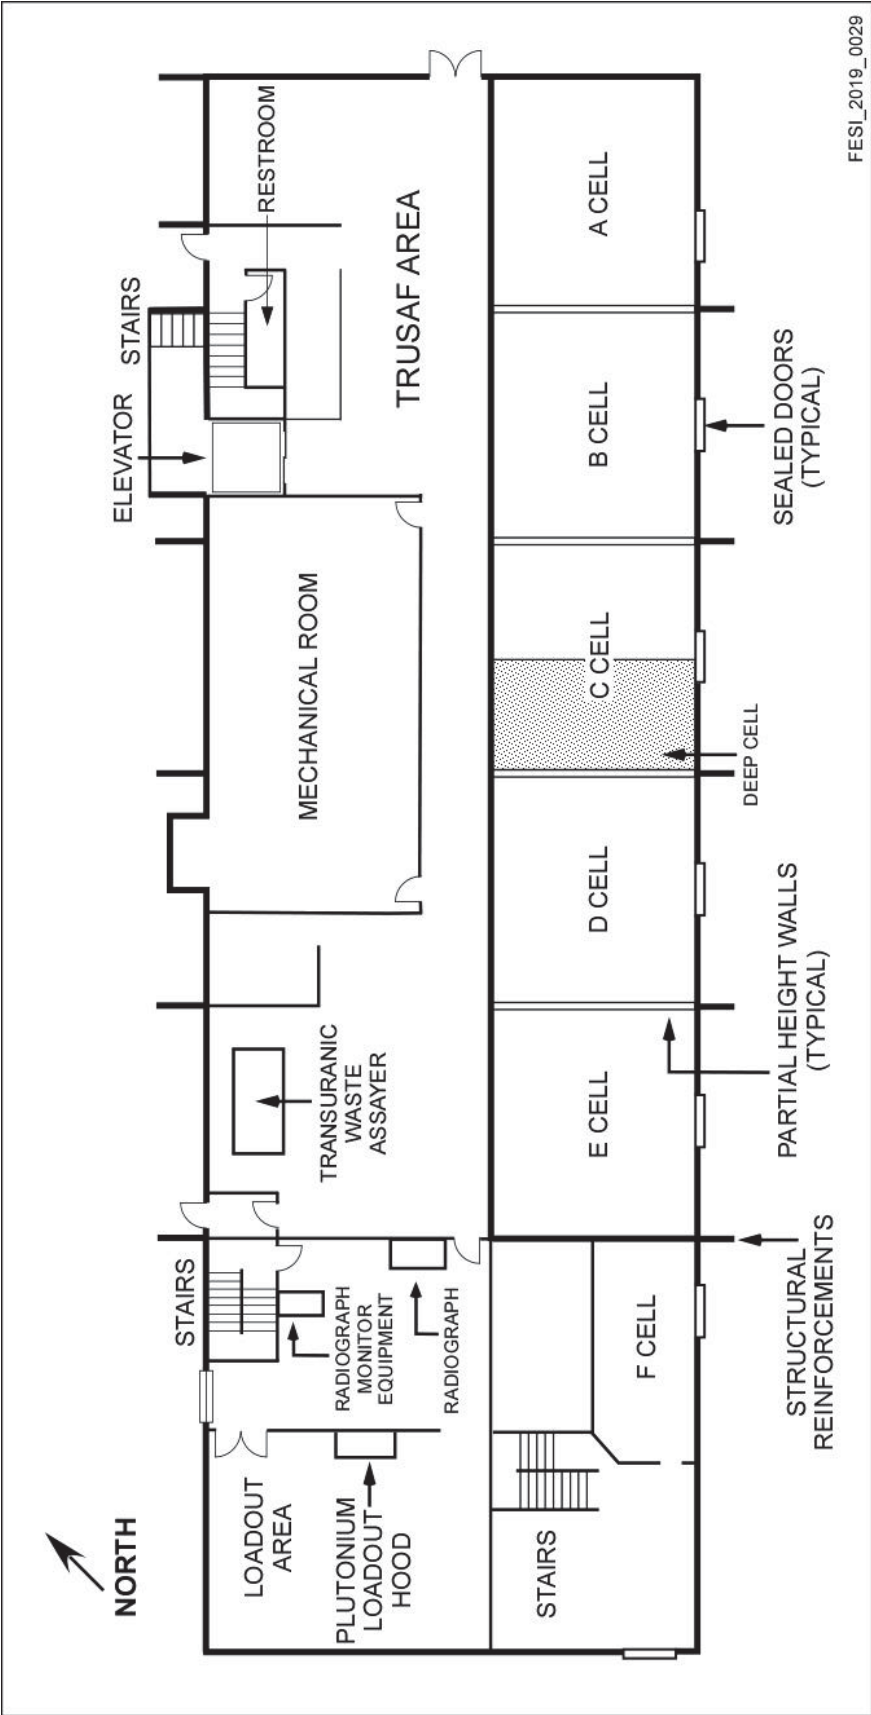 NORTH
ELEVATOR
STAIRS
STAIRS
LOADOUT
AREA
RESTROOM
MECHANICAL ROOM
TRANSURANIC
WASTE
ASSAYER
RADIOGRAPH
MONITOR
EQUIPMENT
PLUTONIUM
LOADOUT
HOOD
TRUSAF AREA
RADIOGRAPH
STAIRS
F CELL
E CELL
D CELL
C CELL
B CELL
A CELL
DEEP CELL
STRUCTURAL
REINFORCEMENTS
PARTIAL HEIGHT WALLS
(TYPICAL)
SEALED DOORS
(TYPICAL)
FESI_2019_0029